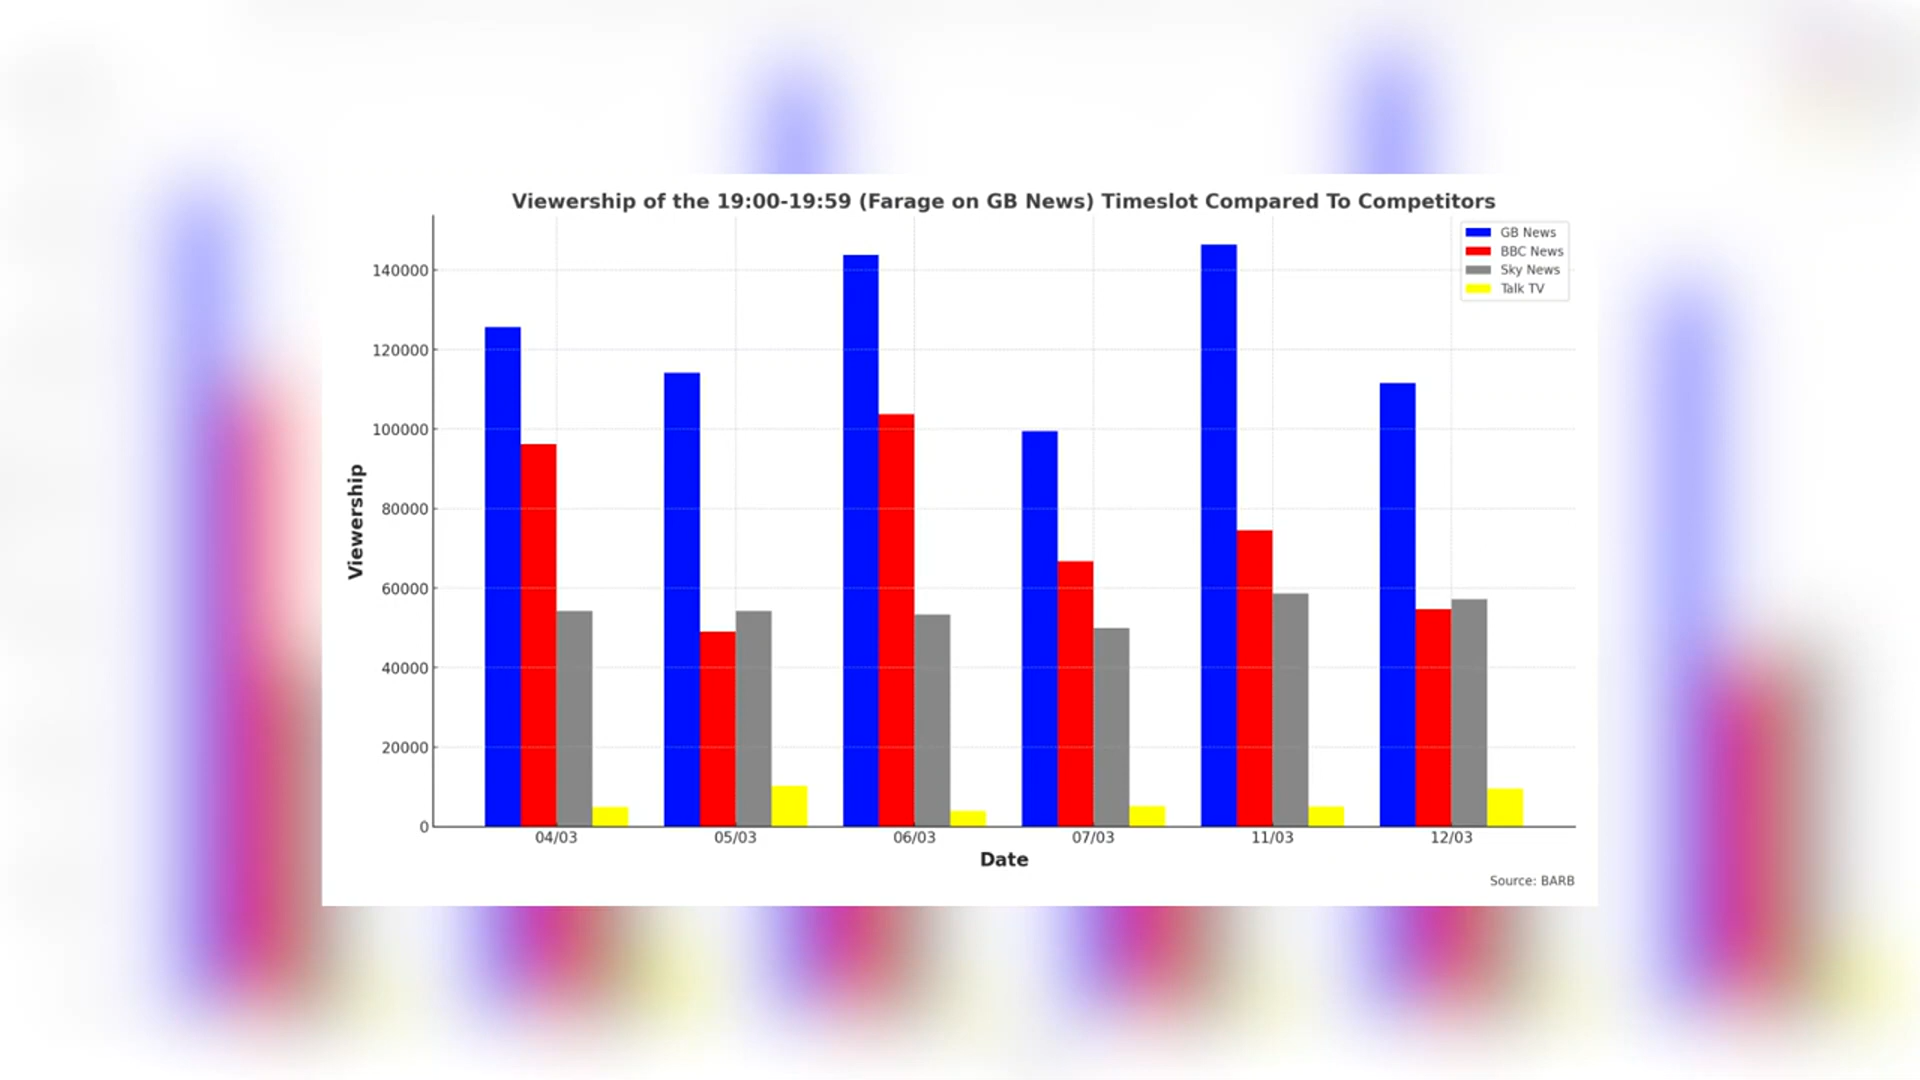 Viewership of the 19:00-19:59 (Farage on GB News) Timeslot Compared To Competitors
GB News
BBC News
Sky News
Talk TV
140000
120000
100000
80000
60000
40000
20000
0
Viewership
04/03
05/03
06/03
07/03
11/03
12/03
Date
Source: BARB